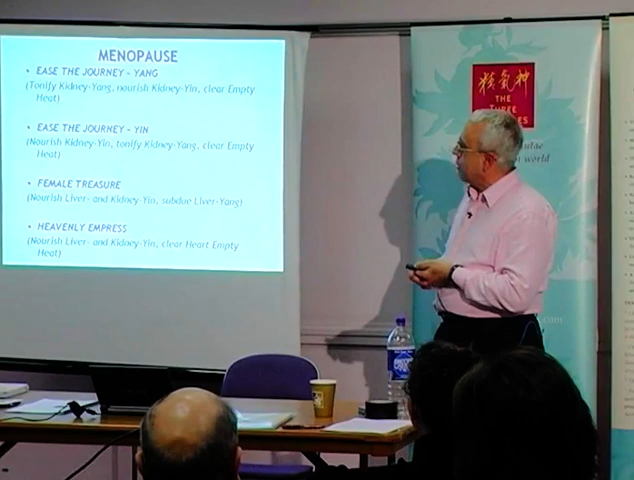 MENOPAUSE
• EASE THE JOURNEY - YANG
(Tonify Kidney-Yang, nourish Kidney-Yin, clear Empty
Heat)
• EASE THE JOURNEY - YIN
(Nourish Kidney-Yin, tonify Kidney-Yang, clear Empty
Heat)
• FEMALE TREASURE
(Nourish Liver- and Kidney-Yin, subdue Liver-Yang)
• HEAVENLY EMPRESS
(Nourish Liver- and Kidney-Yin, clear Heart Empty
Heat)
精氣神
THE
THREE
world
.com